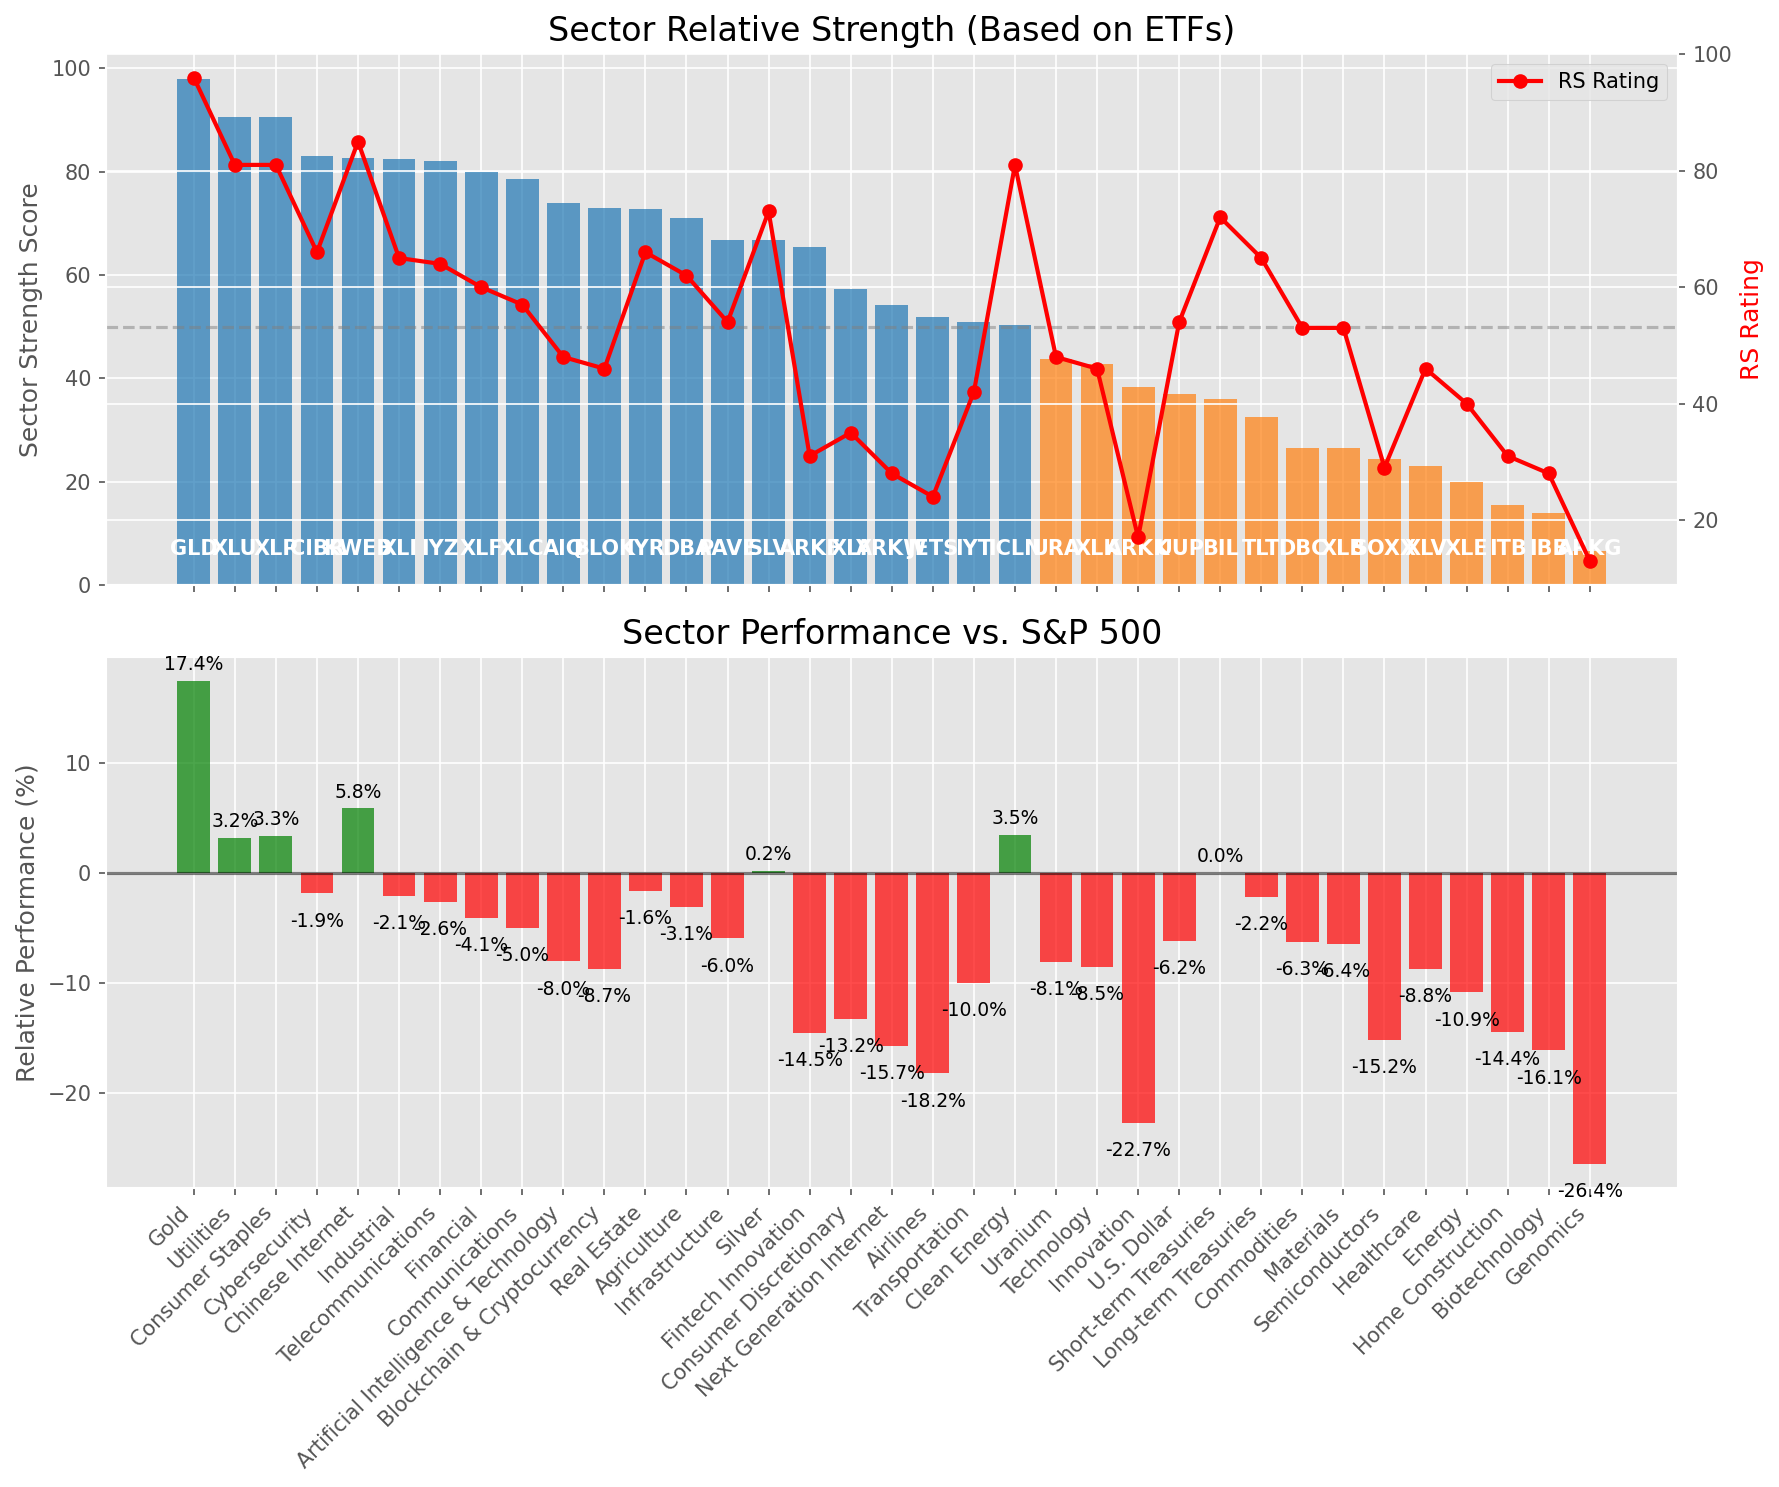 Sector Relative Strength (Based on ETFs)
100
80
60
40
20
0
Sector Strength Score
RS Rating
100
80
60
40
20
RS Rating
GLD XLU XLP CIBR KWEB XLI IYZ XLF XLC AIQ BLOK IYR DBA PAVE SLV ARKF XLY ARKW JETS IYT ICLN URA XLK ARKK UUP BIL TLT DBC XLB SOXX XLV XLE ITB IBB ARKG
Sector Performance vs. S&P 500
10
0
−10
−20
Relative Performance (%)
17.4%
3.2%
3.3%
-1.9%
5.8%
-2.1%
-2.6%
-4.1%
-5.0%
-8.0%
-8.7%
-1.6%
-3.1%
-6.0%
0.2%
-14.5%
-13.2%
-15.7%
-18.2%
-10.0%
3.5%
-8.1%
-8.5%
-22.7%
-6.2%
0.0%
-2.2%
-6.3%
-6.4%
-15.2%
-8.8%
-10.9%
-14.4%
-16.1%
-26.4%
Gold
Utilities
Consumer Staples
Cybersecurity
Chinese Internet
Industrial
Telecommunications
Financial
Communications
Artificial Intelligence & Technology
Blockchain & Cryptocurrency
Real Estate
Agriculture
Infrastructure
Silver
Fintech Innovation
Consumer Discretionary
Next Generation Internet
Airlines
Transportation
Clean Energy
Uranium
Technology
Innovation
U.S. Dollar
Short-term Treasuries
Long-term Treasuries
Commodities
Materials
Semiconductors
Healthcare
Energy
Home Construction
Biotechnology
Genomics